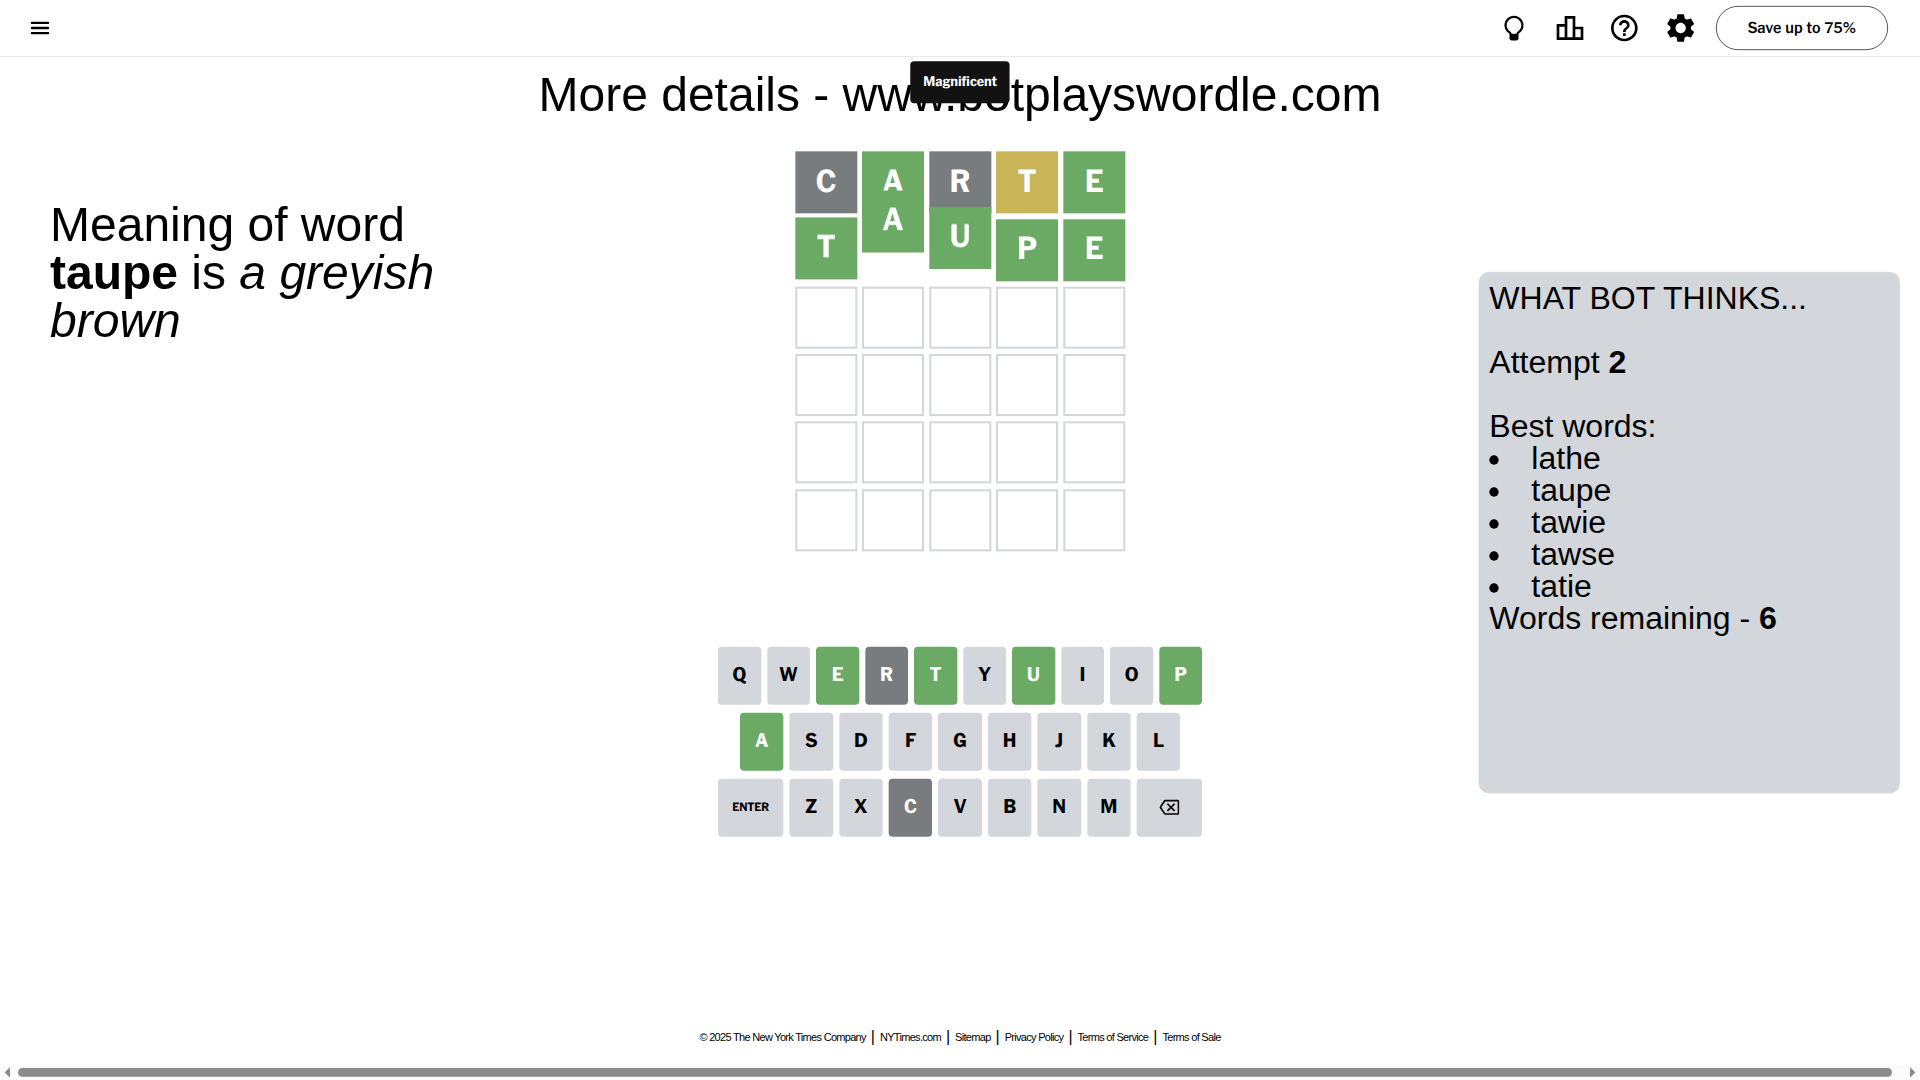 Save up to 75%
Magnificent
More details - www.botplayswordle.com
C A R T E
T A U P E
Meaning of word
taupe is a greyish
brown
WHAT BOT THINKS...
Attempt 2
Best words:
• lathe
• taupe
• tawie
• tawse
• tatie
Words remaining - 6
Q W E R T Y U I O P
A S D F G H J K L
ENTER Z X C V B N M
© 2025 The New York Times Company | NYTimes.com | Sitemap | Privacy Policy | Terms of Service | Terms of Sale